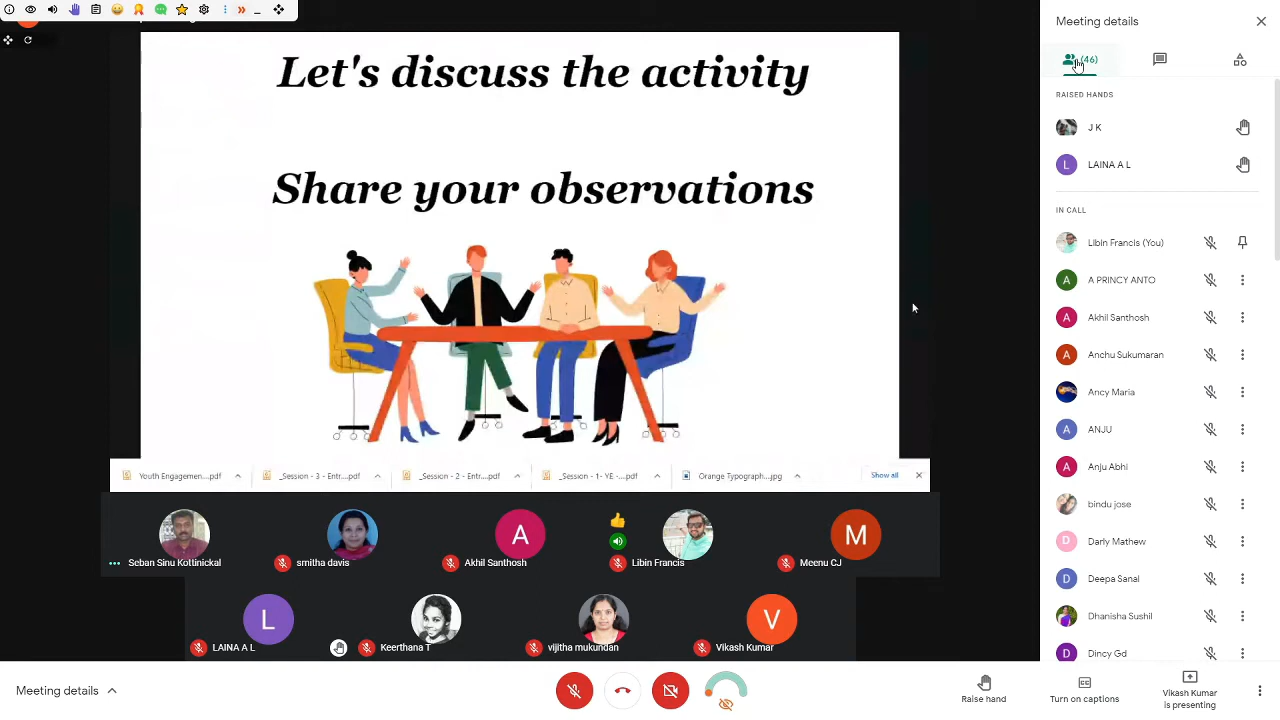 Meeting details
(46)
Let's discuss the activity
Share your observations
RAISED HANDS
J K
L LAINA A L
IN CALL
Libin Francis (You)
A A PRINCY ANTO
A Akhil Santhosh
A Anchu Sukumaran
Ancy Maria
A ANJU
A Anju Abhi
bindu jose
D Darly Mathew
D Deepa Sanal
Dhanisha Sushil
D Dincy Gd
Youth Engagemen....pdf
_Session - 3 - Entr....pdf
_Session - 2 - Entr....pdf
_Session - 1- YE -....pdf
Orange Typograph....jpg
Show all
Seban Sinu Kottinickal
smitha davis
A
Akhil Santhosh
Libin Francis
M
Meenu CJ
L
LAINA A L
Keerthana T
vijitha mukundan
V
Vikash Kumar
Meeting details
Raise hand
Turn on captions
Vikash Kumar
is presenting